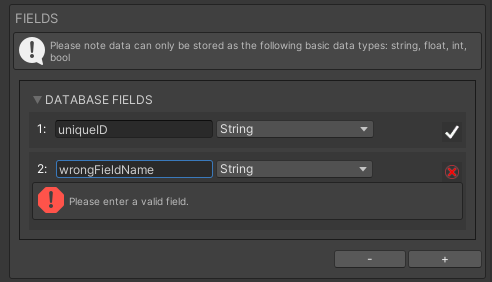 FIELDS
Please note data can only be stored as the following basic data types: string, float, int,
bool
DATABASE FIELDS
1: uniqueID String
2: wrongFieldName String
Please enter a valid field.
- +